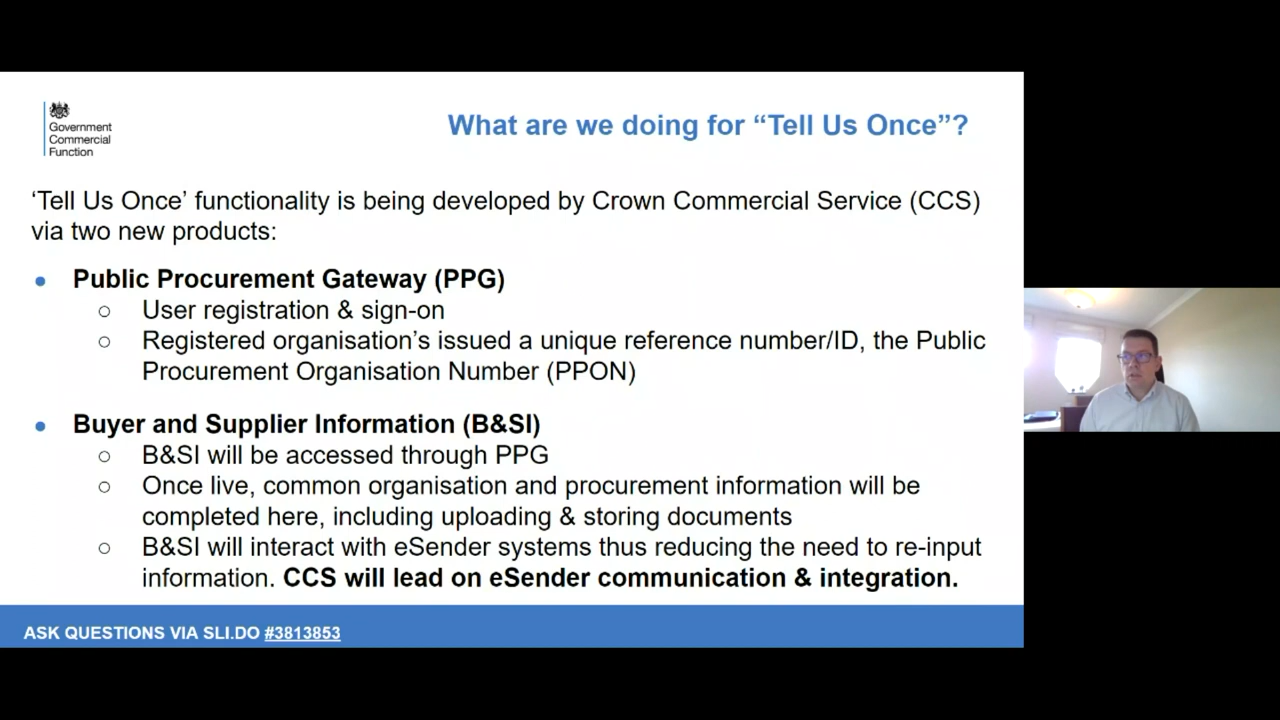 Government
Commercial
Function
What are we doing for “Tell Us Once”?
‘Tell Us Once’ functionality is being developed by Crown Commercial Service (CCS)
via two new products:
● Public Procurement Gateway (PPG)
○ User registration & sign-on
○ Registered organisation’s issued a unique reference number/ID, the Public
Procurement Organisation Number (PPON)
● Buyer and Supplier Information (B&SI)
○ B&SI will be accessed through PPG
○ Once live, common organisation and procurement information will be
completed here, including uploading & storing documents
○ B&SI will interact with eSender systems thus reducing the need to re-input
information. CCS will lead on eSender communication & integration.
ASK QUESTIONS VIA SLI.DO #3813853